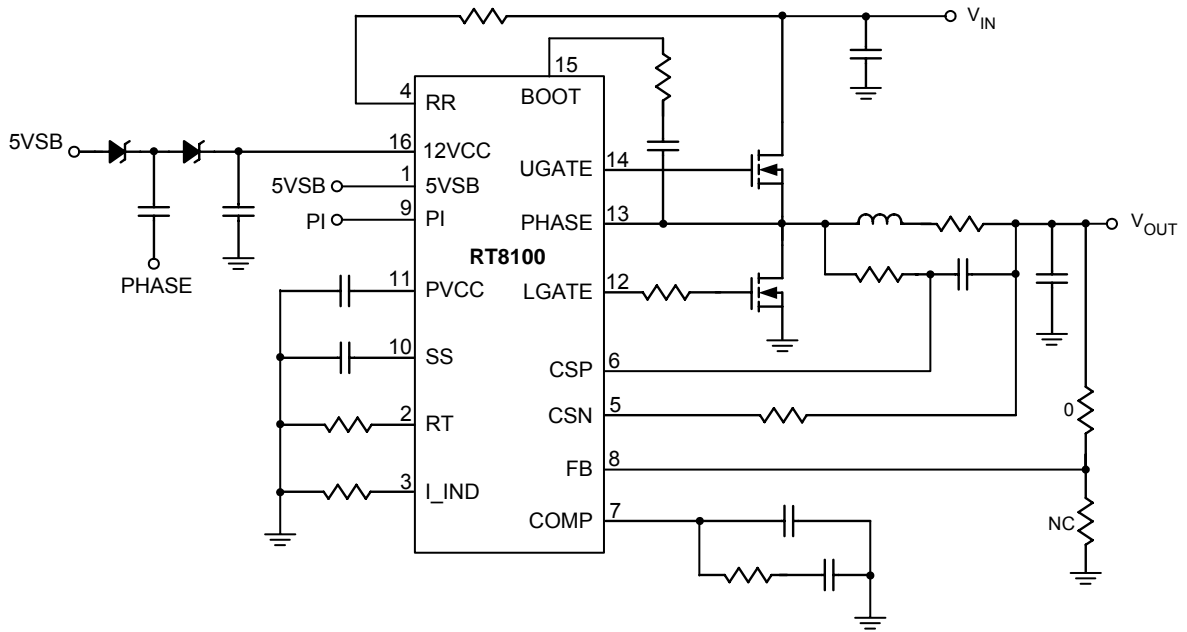 V_IN
15
BOOT
4
RR
5VSB
16
12VCC
5VSB
1
5VSB
PI
9
PI
UGATE
14
PHASE
13
V_OUT
RT8100
PHASE
11
PVCC
LGATE
12
10
SS
CSP
6
2
RT
CSN
5
0
FB
8
3
I_IND
COMP
7
NC